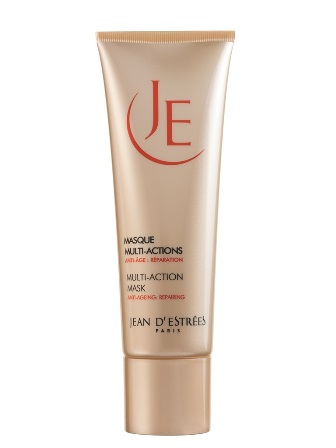 JE
MASQUE
MULTI-ACTIONS
ANTI-ÂGE : RÉPARATION
MULTI-ACTION
MASK
ANTI-AGEING: REPAIRING
JEAN D'ESTRÉES
PARIS